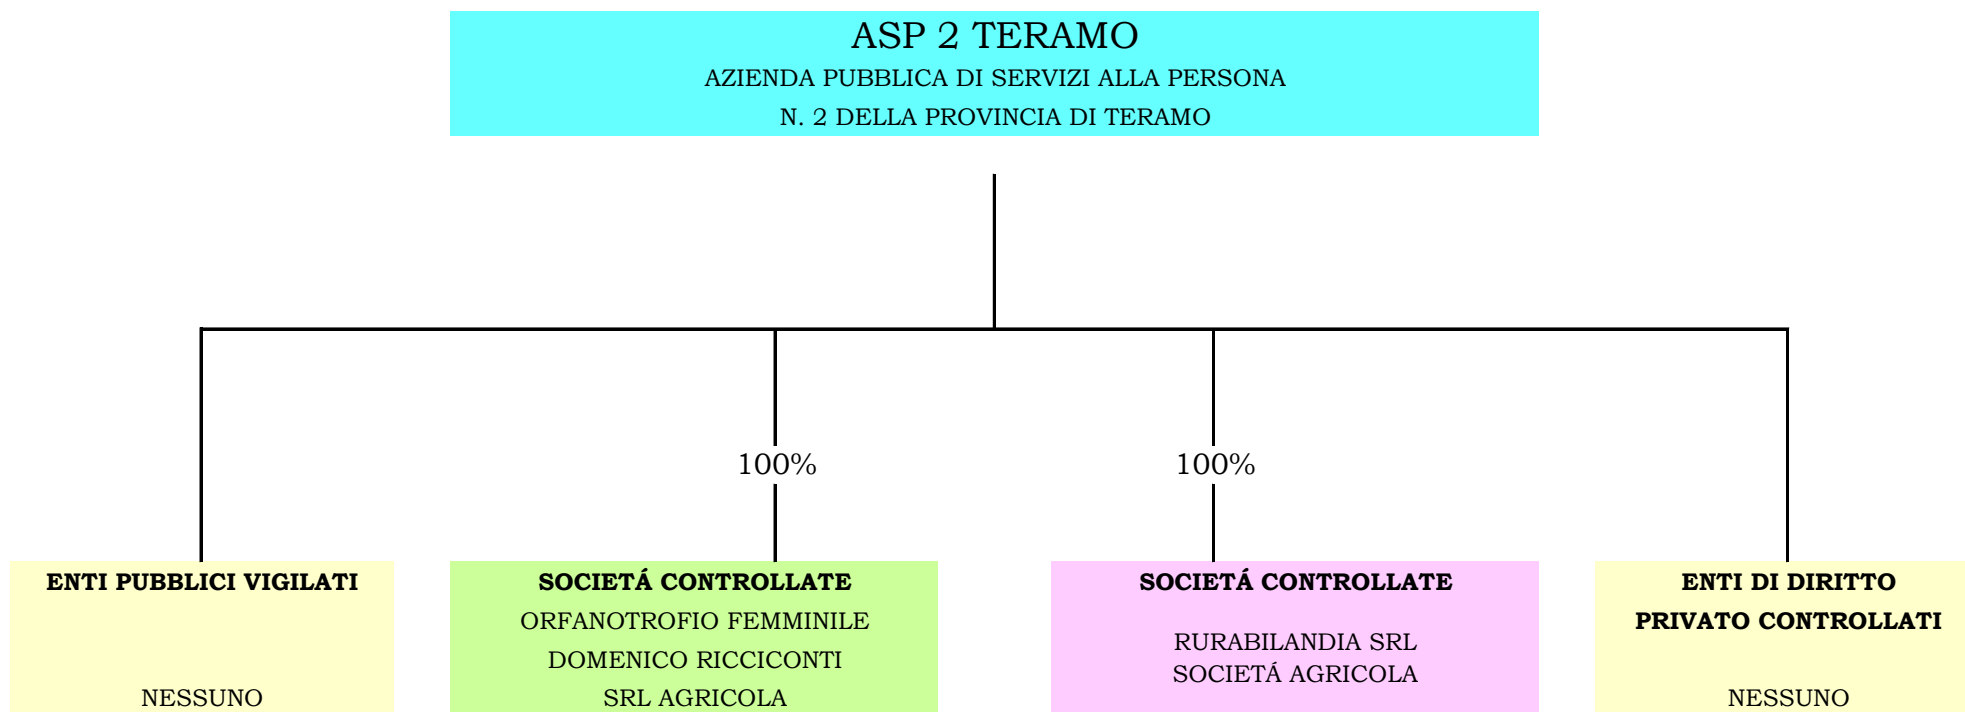 ASP 2 TERAMO
AZIENDA PUBBLICA DI SERVIZI ALLA PERSONA
N. 2 DELLA PROVINCIA DI TERAMO
100%
100%
ENTI PUBBLICI VIGILATI
NESSUNO
SOCIETÁ CONTROLLATE
ORFANOTROFIO FEMMINILE
DOMENICO RICCICONTI
SRL AGRICOLA
SOCIETÁ CONTROLLATE
RURABILANDIA SRL
SOCIETÁ AGRICOLA
ENTI DI DIRITTO
PRIVATO CONTROLLATI
NESSUNO